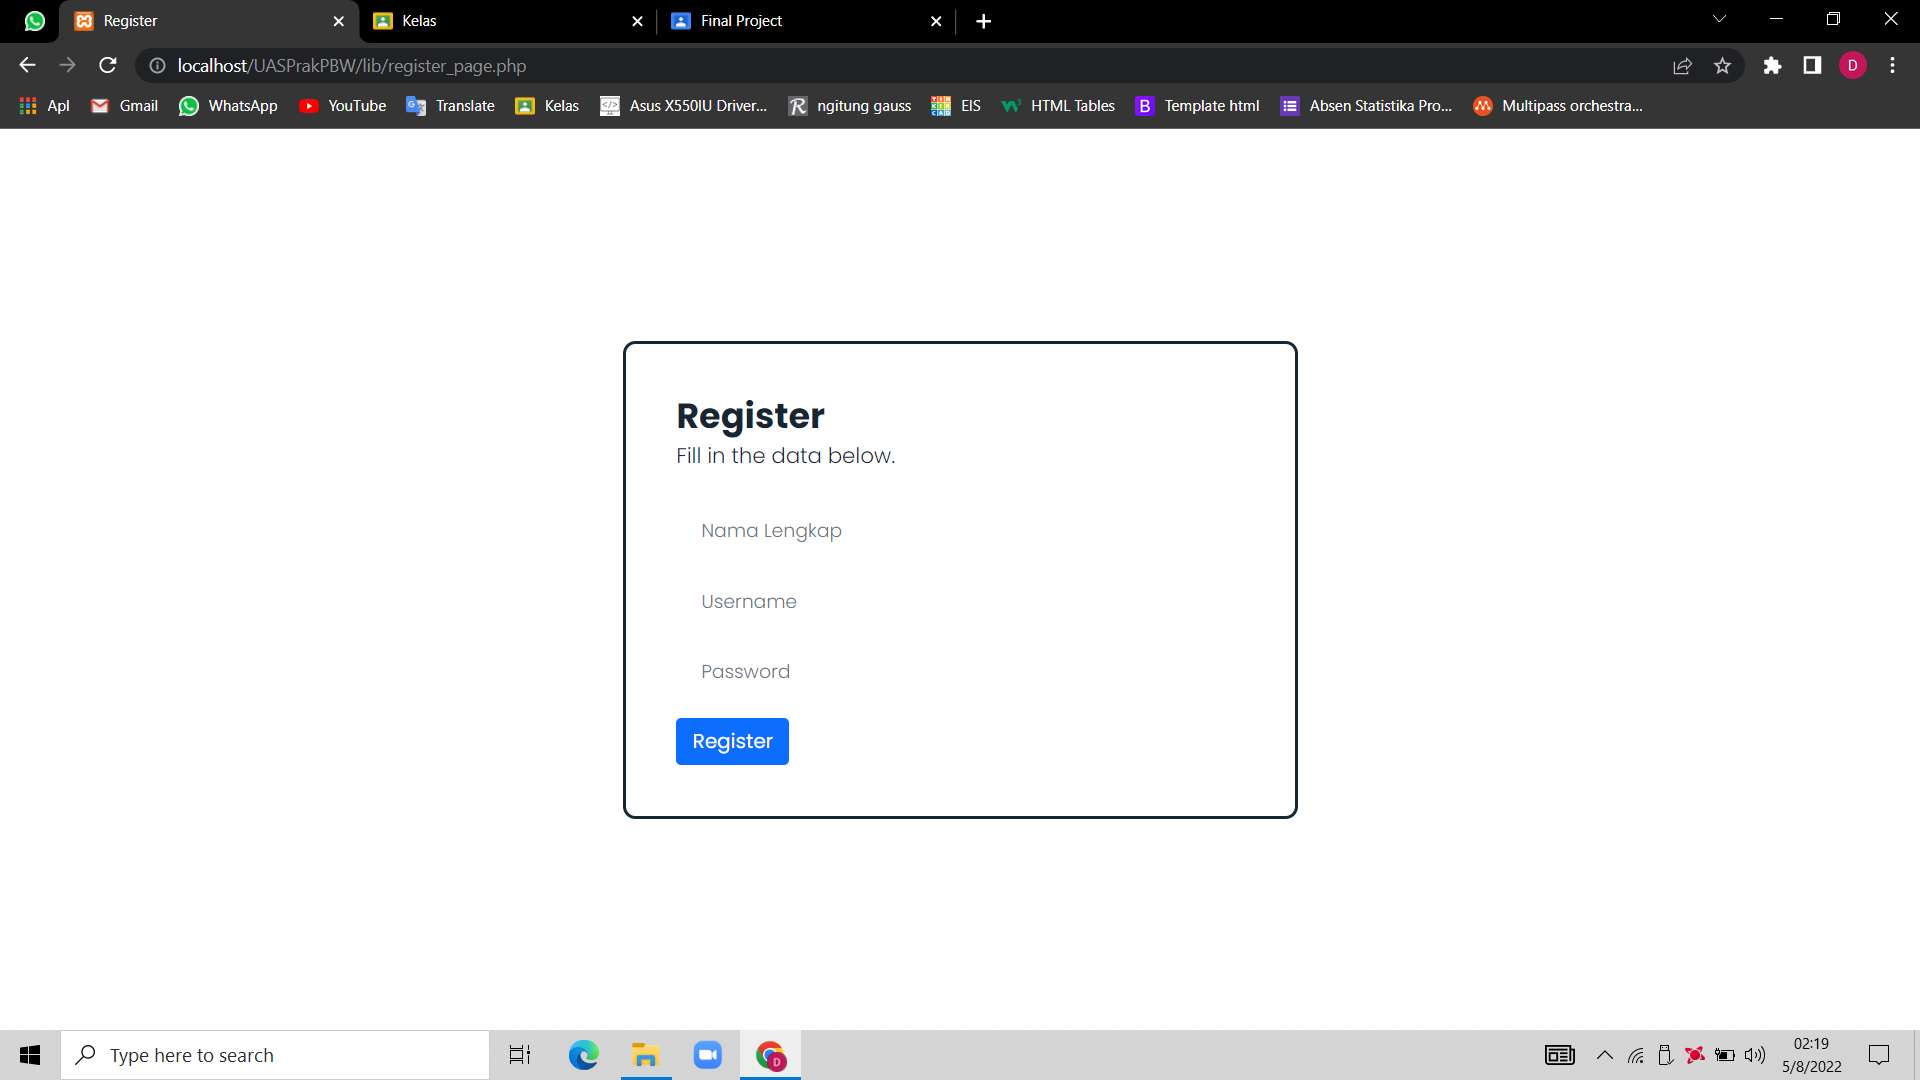 Register
Kelas
Final Project
localhost/UASPrakPBW/lib/register_page.php
D
Apl
Gmail
WhatsApp
YouTube
Translate
Kelas
Asus X550IU Driver...
ngitung gauss
EIS
HTML Tables
Template html
Absen Statistika Pro...
Multipass orchestra...
Register
Fill in the data below.
Nama Lengkap
Username
Password
Register
Type here to search
D
02:19
5/8/2022